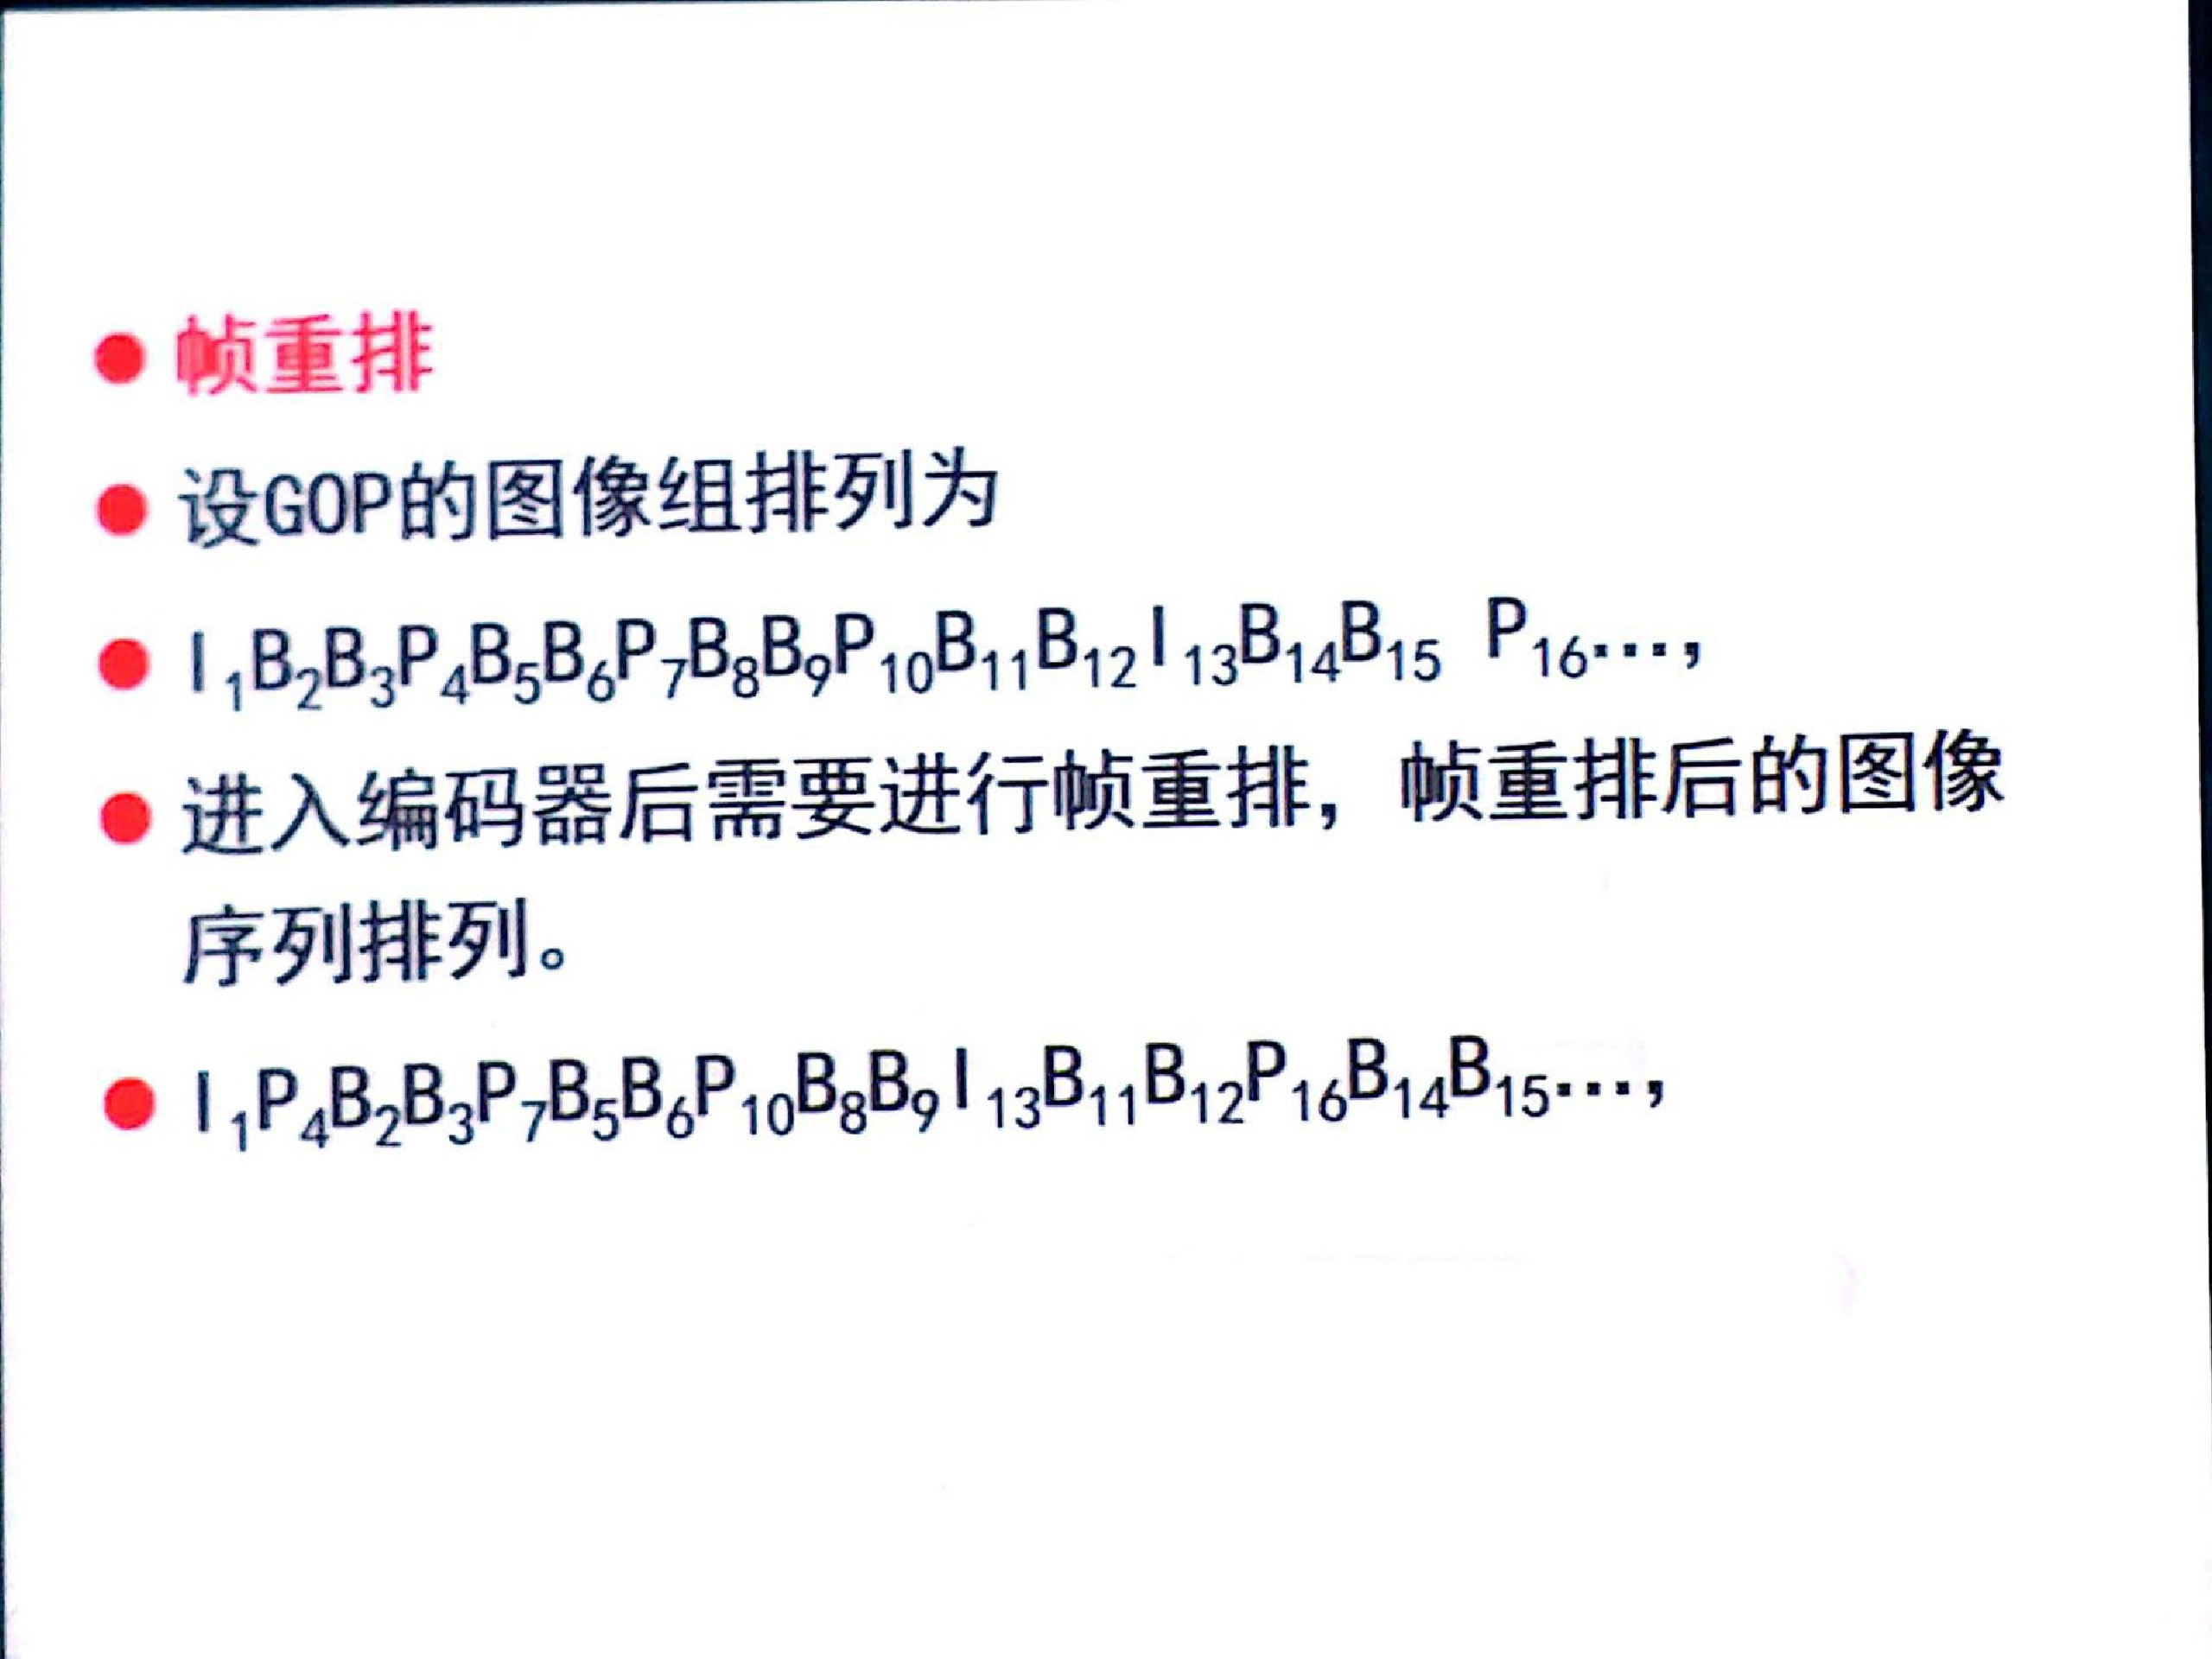 ● 帧重排
● 设GOP的图像组排列为
● I₁B₂B₃P₄B₅B₆P₇B₈B₉P₁₀B₁₁B₁₂I₁₃B₁₄B₁₅ P₁₆…,
● 进入编码器后需要进行帧重排，帧重排后的图像
序列排列。
● I₁P₄B₂B₃P₇B₅B₆P₁₀B₈B₉I₁₃B₁₁B₁₂P₁₆B₁₄B₁₅…,